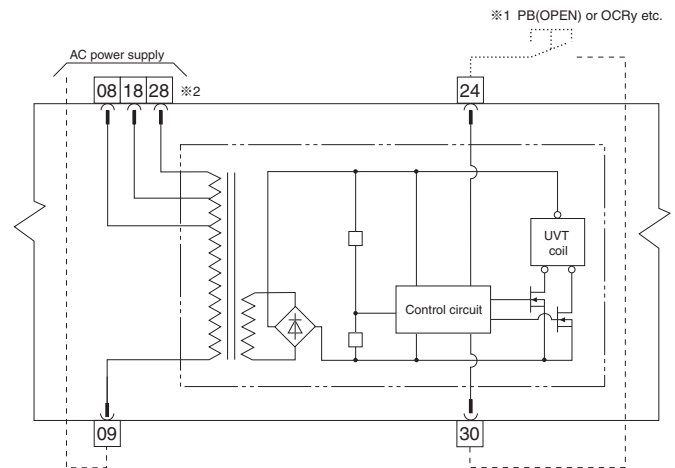 ※1 PB(OPEN) or OCRy etc.
AC power supply
08 18 28 ※2
24
UVT
coil
Control circuit
09
30